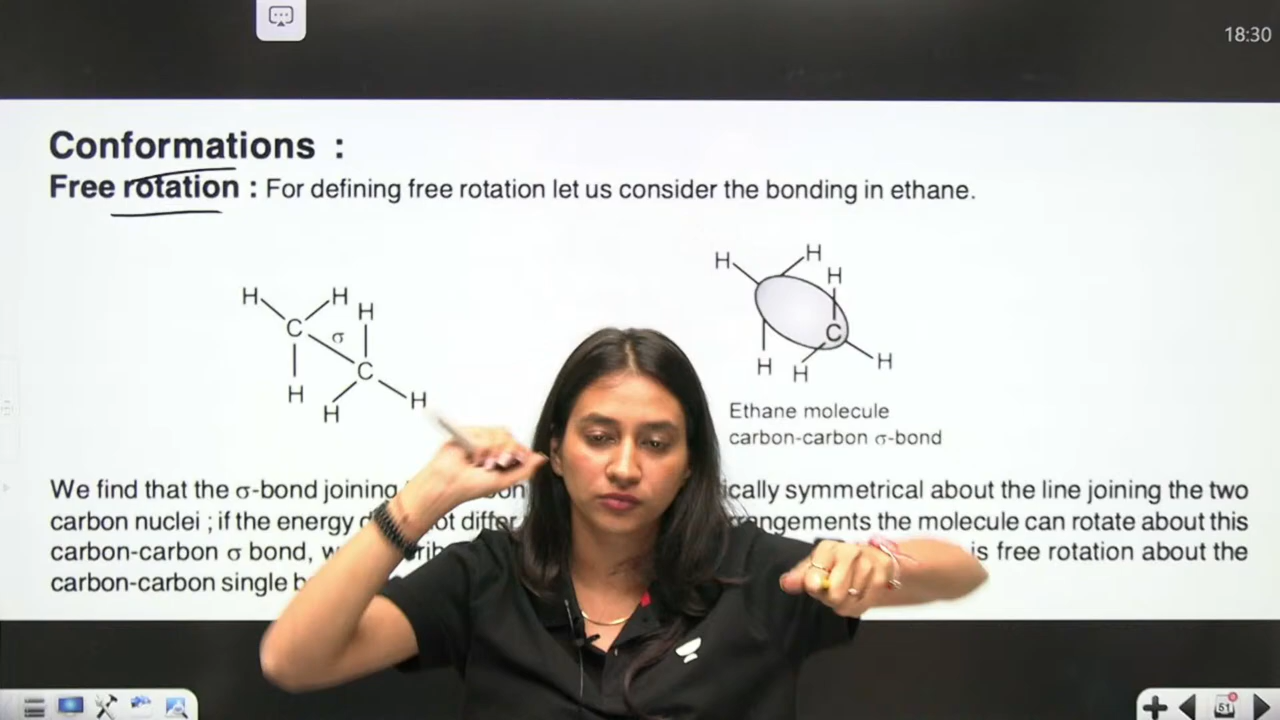 18:30
Conformations :
Free rotation : For defining free rotation let us consider the bonding in ethane.
H H H
C σ
C
H H H
H H
H
C
H H H
Ethane molecule
carbon-carbon σ-bond
We find that the σ-bond joining ically symmetrical about the line joining the two
carbon nuclei ; if the energy not differ rangements the molecule can rotate about this
carbon-carbon σ bond, is free rotation about the
carbon-carbon single
51